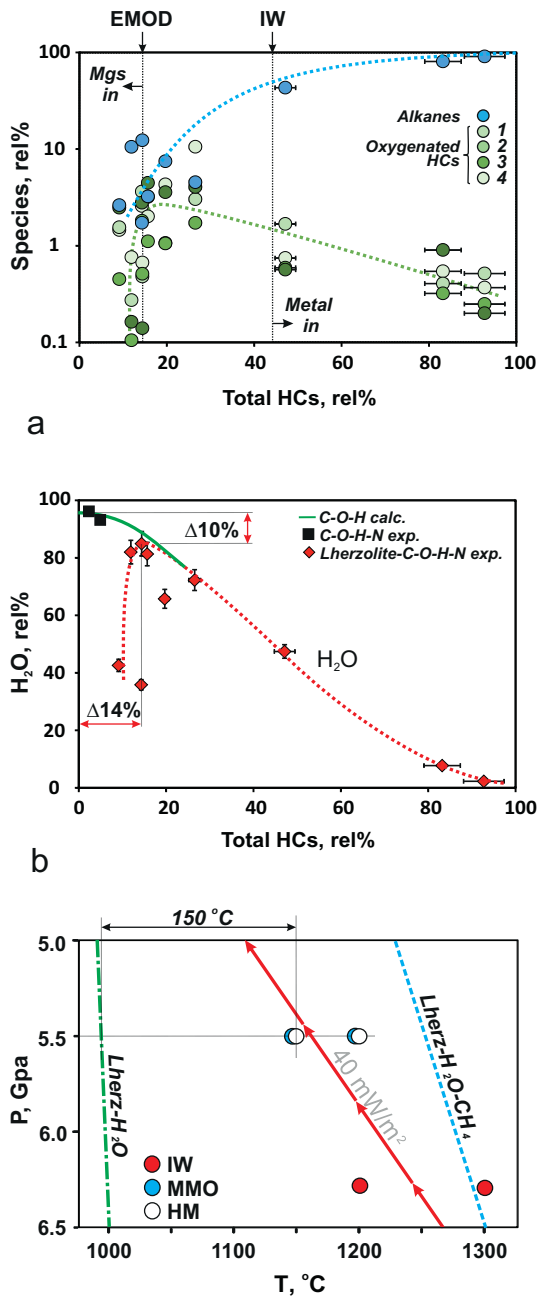 EMOD IW
Mgs in
Metal in
Species, rel%
100
10
1
0.1
0 20 40 60 80 100
Total HCs, rel%
Alkanes
Oxygenated HCs
1
2
3
4
a
H2O, rel%
100
80
60
40
20
0
0 20 40 60 80 100
Total HCs, rel%
Δ10%
Δ14%
C-O-H calc.
C-O-H-N exp.
Lherzolite-C-O-H-N exp.
H2O
b
150 °C
P, Gpa
5.0
5.5
6.0
6.5
1000 1100 1200 1300
T, °C
Lherz-H2O
40 mW/m2
Lherz-H2O-CH4
IW
MMO
HM